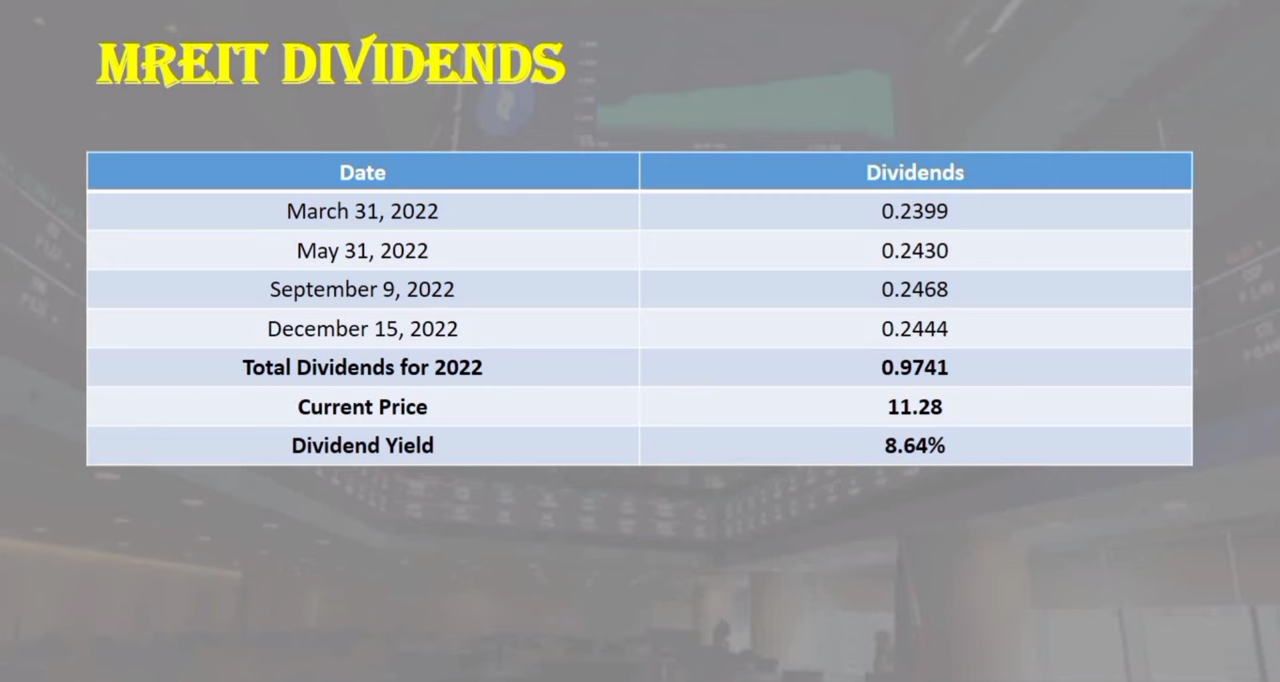 MREIT DIVIDENDS
Date Dividends
March 31, 2022 0.2399
May 31, 2022 0.2430
September 9, 2022 0.2468
December 15, 2022 0.2444
Total Dividends for 2022 0.9741
Current Price 11.28
Dividend Yield 8.64%